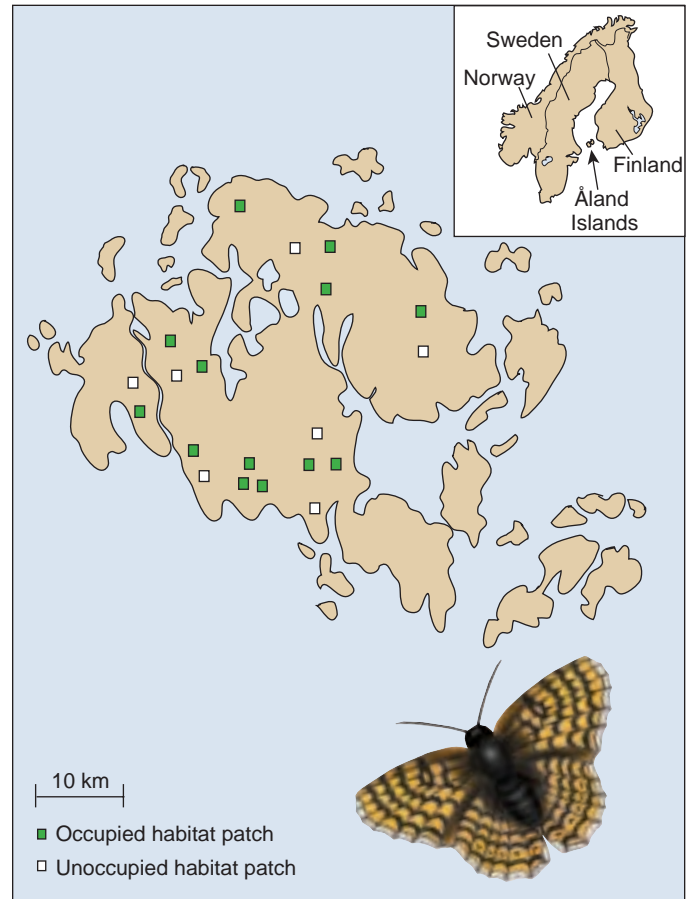 Sweden
Norway
Finland
Åland
Islands
10 km
Occupied habitat patch
Unoccupied habitat patch